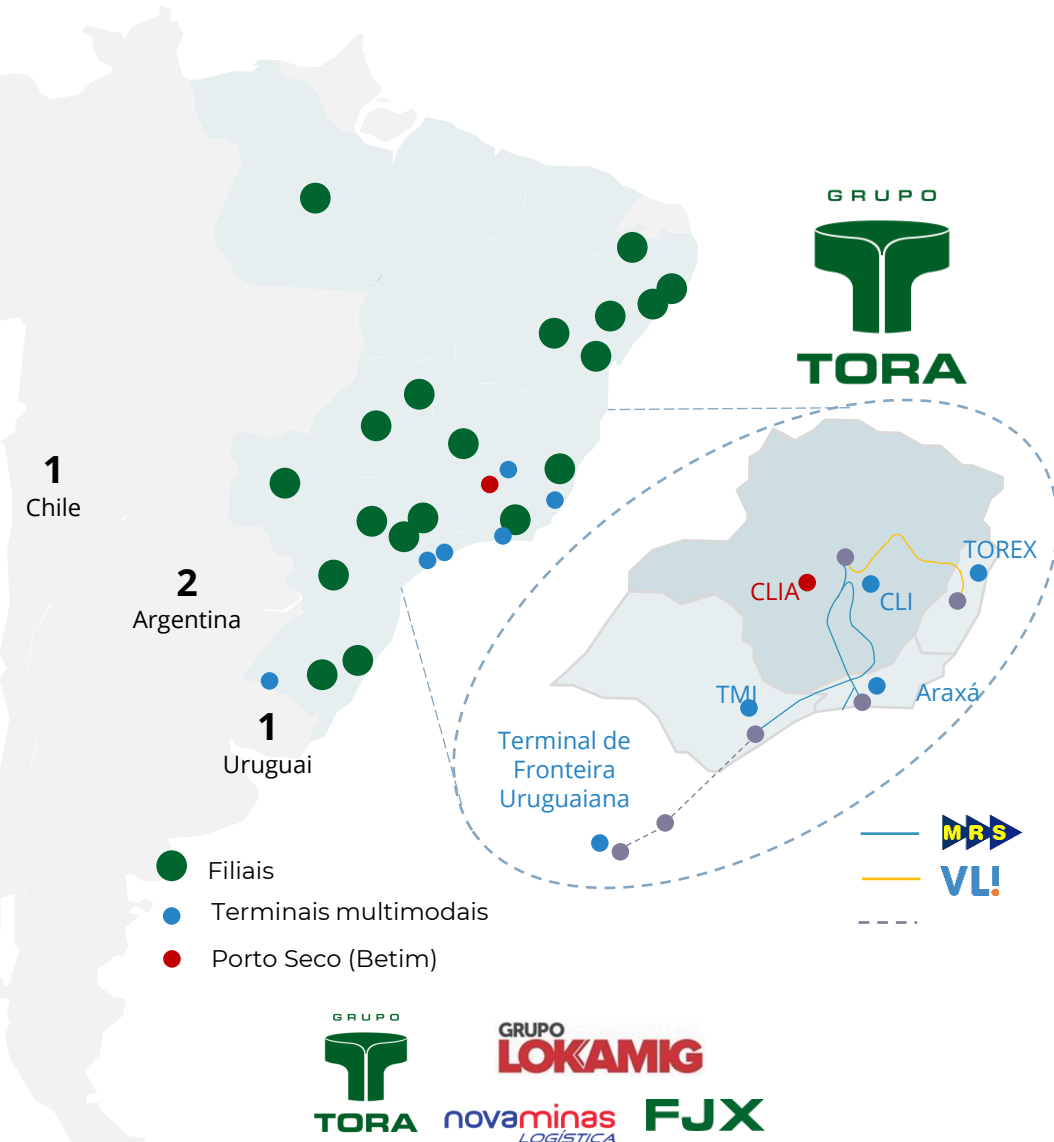 GRUPO
TORA
1
Chile
2
Argentina
1
Uruguai
TOREX
CLIA
CLI
TMI
Araxá
Terminal de
Fronteira
Uruguaiana
MRS
VL!
Filiais
Terminais multimodais
Porto Seco (Betim)
GRUPO
TORA
GRUPO
LOKAMIG
novaminas
LOGÍSTICA
FJX